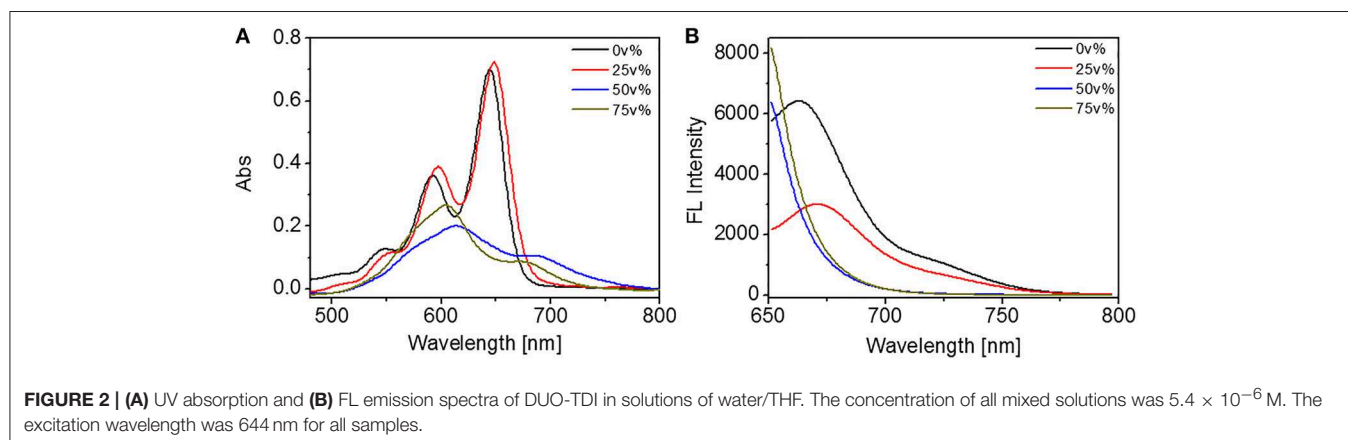 A
0.8
0.6
0.4
0.2
0.0
Abs
500 600 700 800
Wavelength [nm]
0v%
25v%
50v%
75v%
B
8000
6000
4000
2000
0
FL Intensity
650 700 750 800
Wavelength [nm]
0v%
25v%
50v%
75v%
FIGURE 2 | (A) UV absorption and (B) FL emission spectra of DUO-TDI in solutions of water/THF. The concentration of all mixed solutions was 5.4 × 10⁻⁶ M. The
excitation wavelength was 644 nm for all samples.